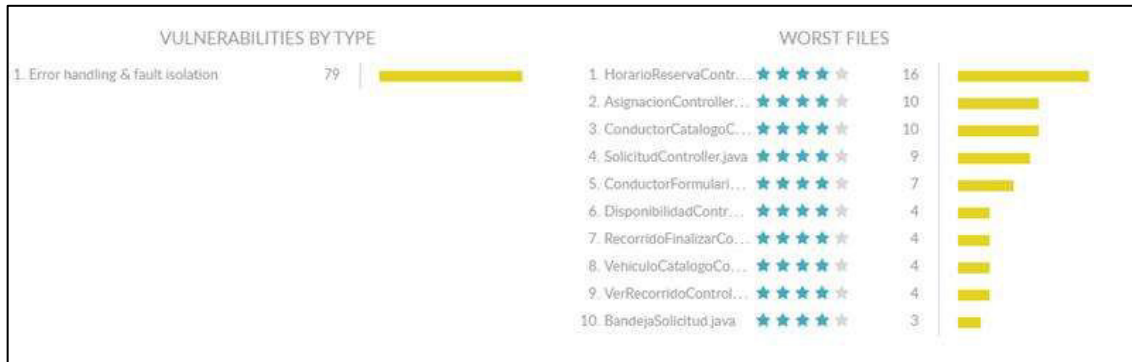 VULNERABILITIES BY TYPE
1. Error handling & fault isolation 79
WORST FILES
1. HorarioReservaContr... 16
2. AsignacionController... 10
3. ConductorCatalogoC... 10
4. SolicitudController.java 9
5. ConductorFormulari... 7
6. DisponibilidadContr... 4
7. RecorridoFinalizarCo... 4
8. VehiculoCatalogoCo... 4
9. VerRecorridoControl... 4
10. BandejaSolicitud.java 3